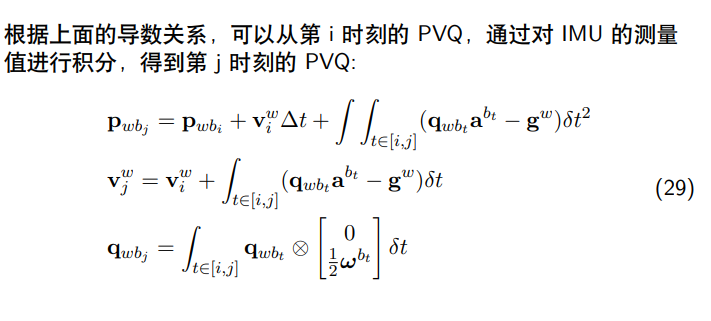 根据上面的导数关系，可以从第 i 时刻的 PVQ，通过对 IMU 的测量
值进行积分，得到第 j 时刻的 PVQ:
$\mathbf{p}_{wb_j} = \mathbf{p}_{wb_i} + \mathbf{v}_i^w \Delta t + \int\int_{t\in[i,j]} (\mathbf{q}_{wb_t} \mathbf{a}^{b_t} - \mathbf{g}^w) \delta t^2$
$\mathbf{v}_j^w = \mathbf{v}_i^w + \int_{t\in[i,j]} (\mathbf{q}_{wb_t} \mathbf{a}^{b_t} - \mathbf{g}^w) \delta t$
(29)
$\mathbf{q}_{wb_j} = \int_{t\in[i,j]} \mathbf{q}_{wb_t} \otimes \begin{bmatrix} 0 \\ \frac{1}{2} \boldsymbol{\omega}^{b_t} \end{bmatrix} \delta t$